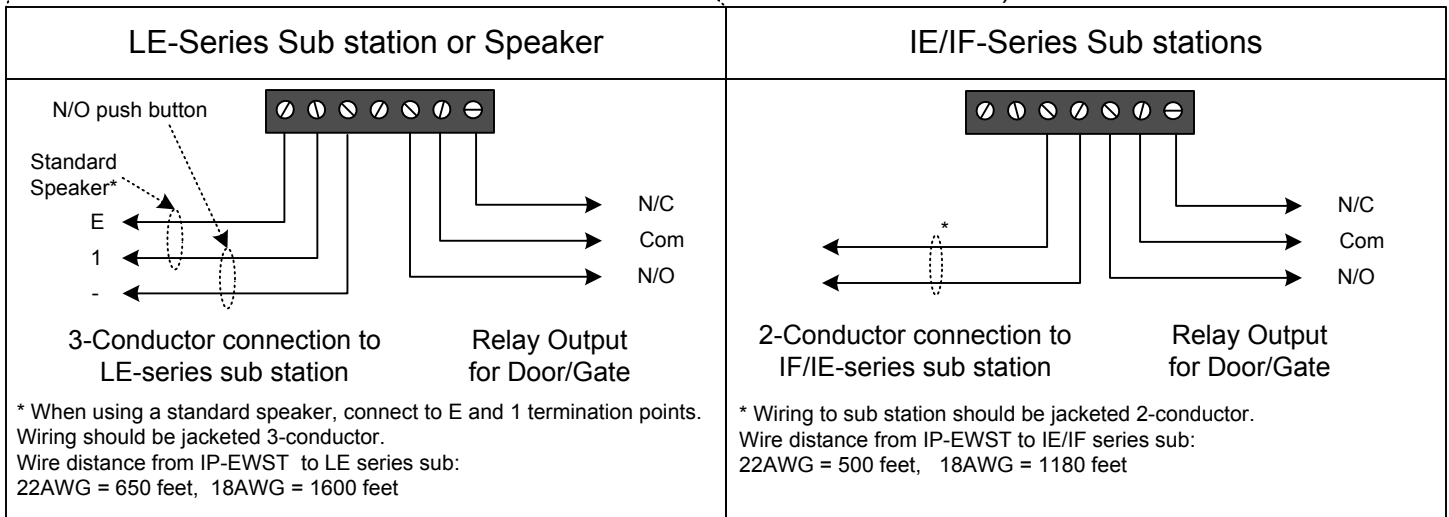 LE-Series Sub station or Speaker
N/O push button
Standard
Speaker*
E
1
-
N/C
Com
N/O
3-Conductor connection to
LE-series sub station
Relay Output
for Door/Gate
* When using a standard speaker, connect to E and 1 termination points.
Wiring should be jacketed 3-conductor.
Wire distance from IP-EWST to LE series sub:
22AWG = 650 feet, 18AWG = 1600 feet
IE/IF-Series Sub stations
*
N/C
Com
N/O
2-Conductor connection to
IF/IE-series sub station
Relay Output
for Door/Gate
* Wiring to sub station should be jacketed 2-conductor.
Wire distance from IP-EWST to IE/IF series sub:
22AWG = 500 feet, 18AWG = 1180 feet